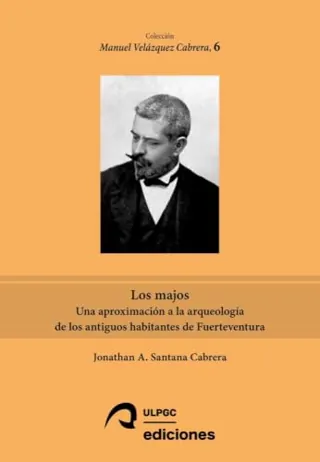 Colección
Manuel Velázquez Cabrera, 6
Los majos
Una aproximación a la arqueología
de los antiguos habitantes de Fuerteventura
Jonathan A. Santana Cabrera
ULPGC
ediciones